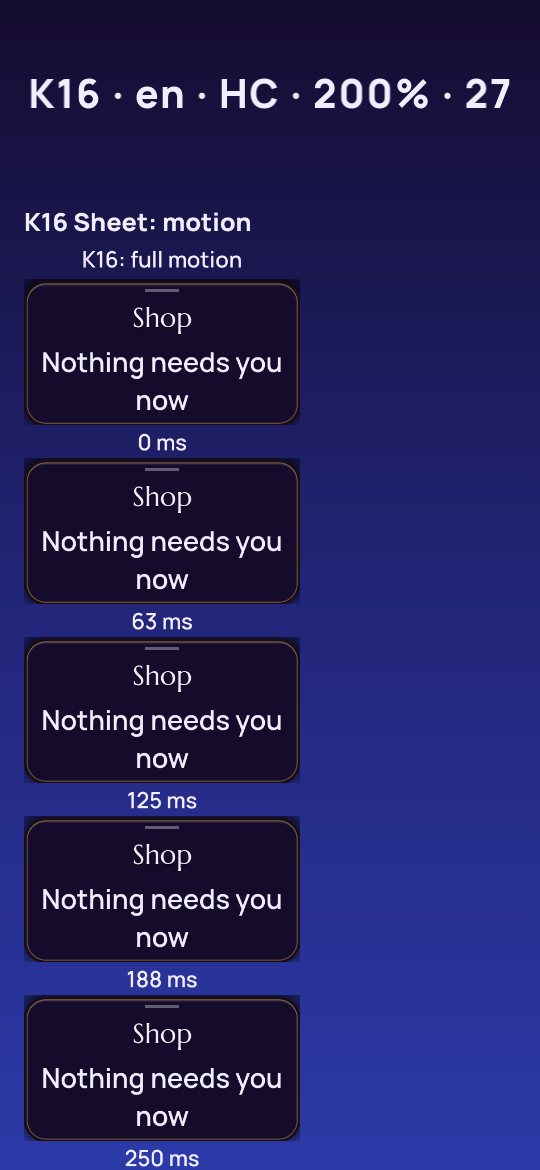 K16 · en · HC · 200% · 27
K16 Sheet: motion
K16: full motion
Shop
Nothing needs you
now
0 ms
Shop
Nothing needs you
now
63 ms
Shop
Nothing needs you
now
125 ms
Shop
Nothing needs you
now
188 ms
Shop
Nothing needs you
now
250 ms